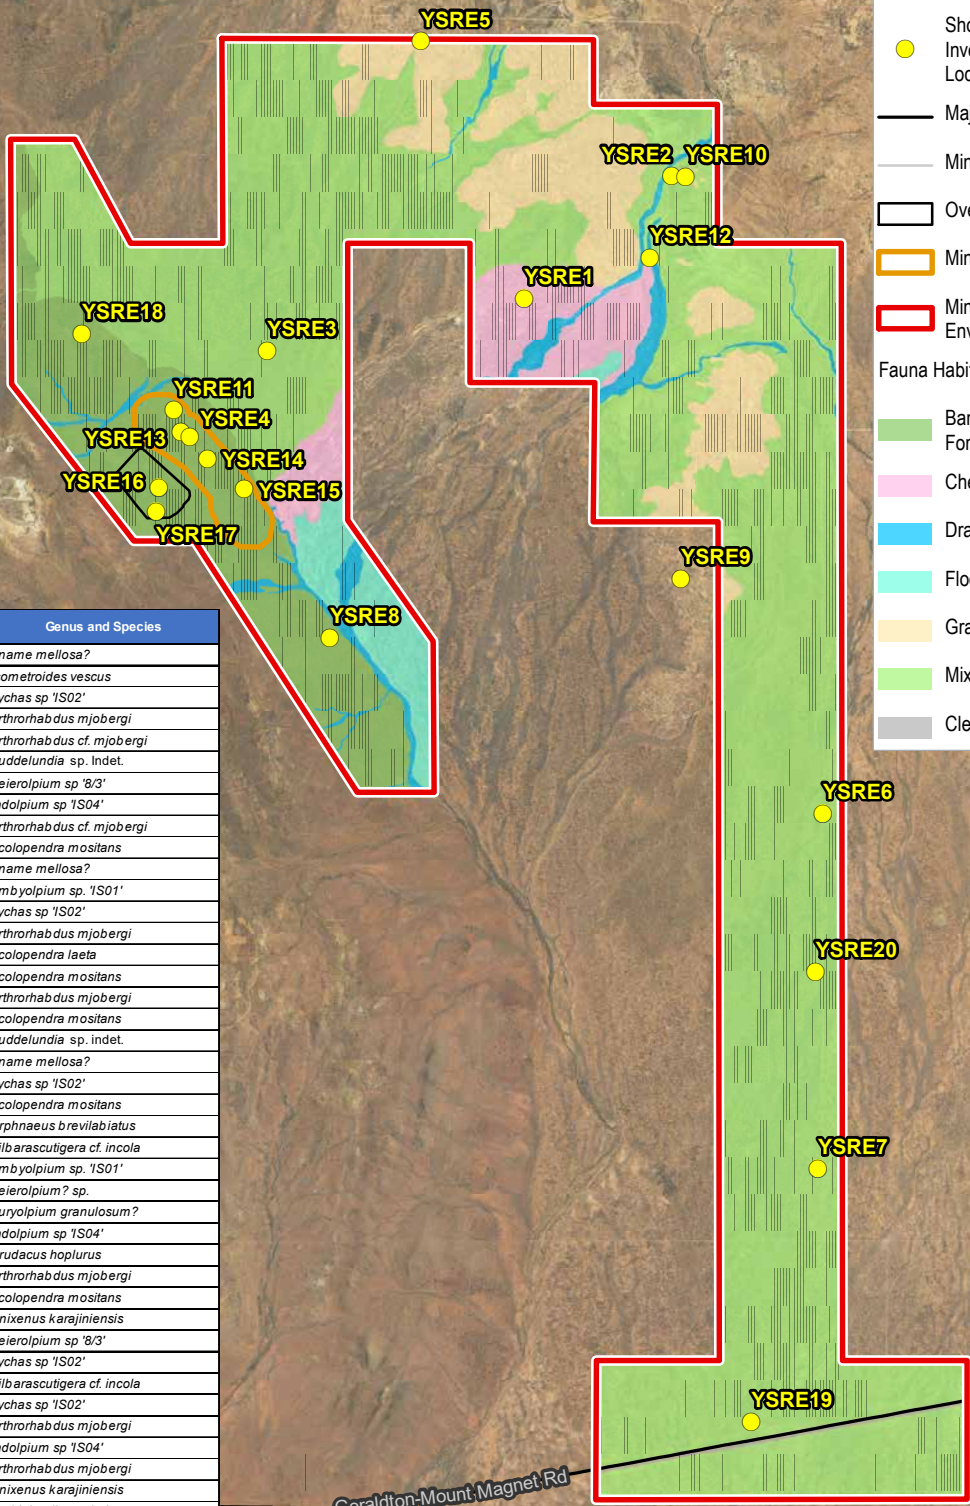 YSRE5
YSRE2
YSRE10
YSRE12
YSRE1
YSRE18
YSRE3
YSRE11
YSRE4
YSRE13
YSRE14
YSRE16
YSRE15
YSRE17
YSRE9
YSRE8
YSRE6
YSRE20
YSRE7
YSRE19
Geraldton-Mount Magnet Rd
Sho
Inve
Loc
Maj
Min
Ove
Min
Min
Env
Fauna Habi
Bar
For
Che
Dra
Floo
Gra
Mix
Cle
Genus and Species
name mellosa?
ometroides vescus
ychas sp 'IS02'
rthrorhabdus mjobergi
rthrorhabdus cf. mjobergi
uddelundia sp. Indet.
eierolpium sp '8/3'
dolpium sp 'IS04'
rthrorhabdus cf. mjobergi
colopendra mositans
name mellosa?
mbyolpium sp. 'IS01'
ychas sp 'IS02'
rthrorhabdus mjobergi
colopendra laeta
colopendra mositans
rthrorhabdus mjobergi
colopendra mositans
uddelundia sp. indet.
name mellosa?
ychas sp 'IS02'
colopendra mositans
rphnaeus brevilabiatus
ilbarascutigera cf. incola
mbyolpium sp. 'IS01'
eierolpium? sp.
uryolpium granulosum?
dolpium sp 'IS04'
rudacus hoplurus
rthrorhabdus mjobergi
colopendra mositans
nixenus karajiniensis
eierolpium sp '8/3'
ychas sp 'IS02'
ilbarascutigera cf. incola
ychas sp 'IS02'
rthrorhabdus mjobergi
dolpium sp 'IS04'
rthrorhabdus mjobergi
nixenus karajiniensis